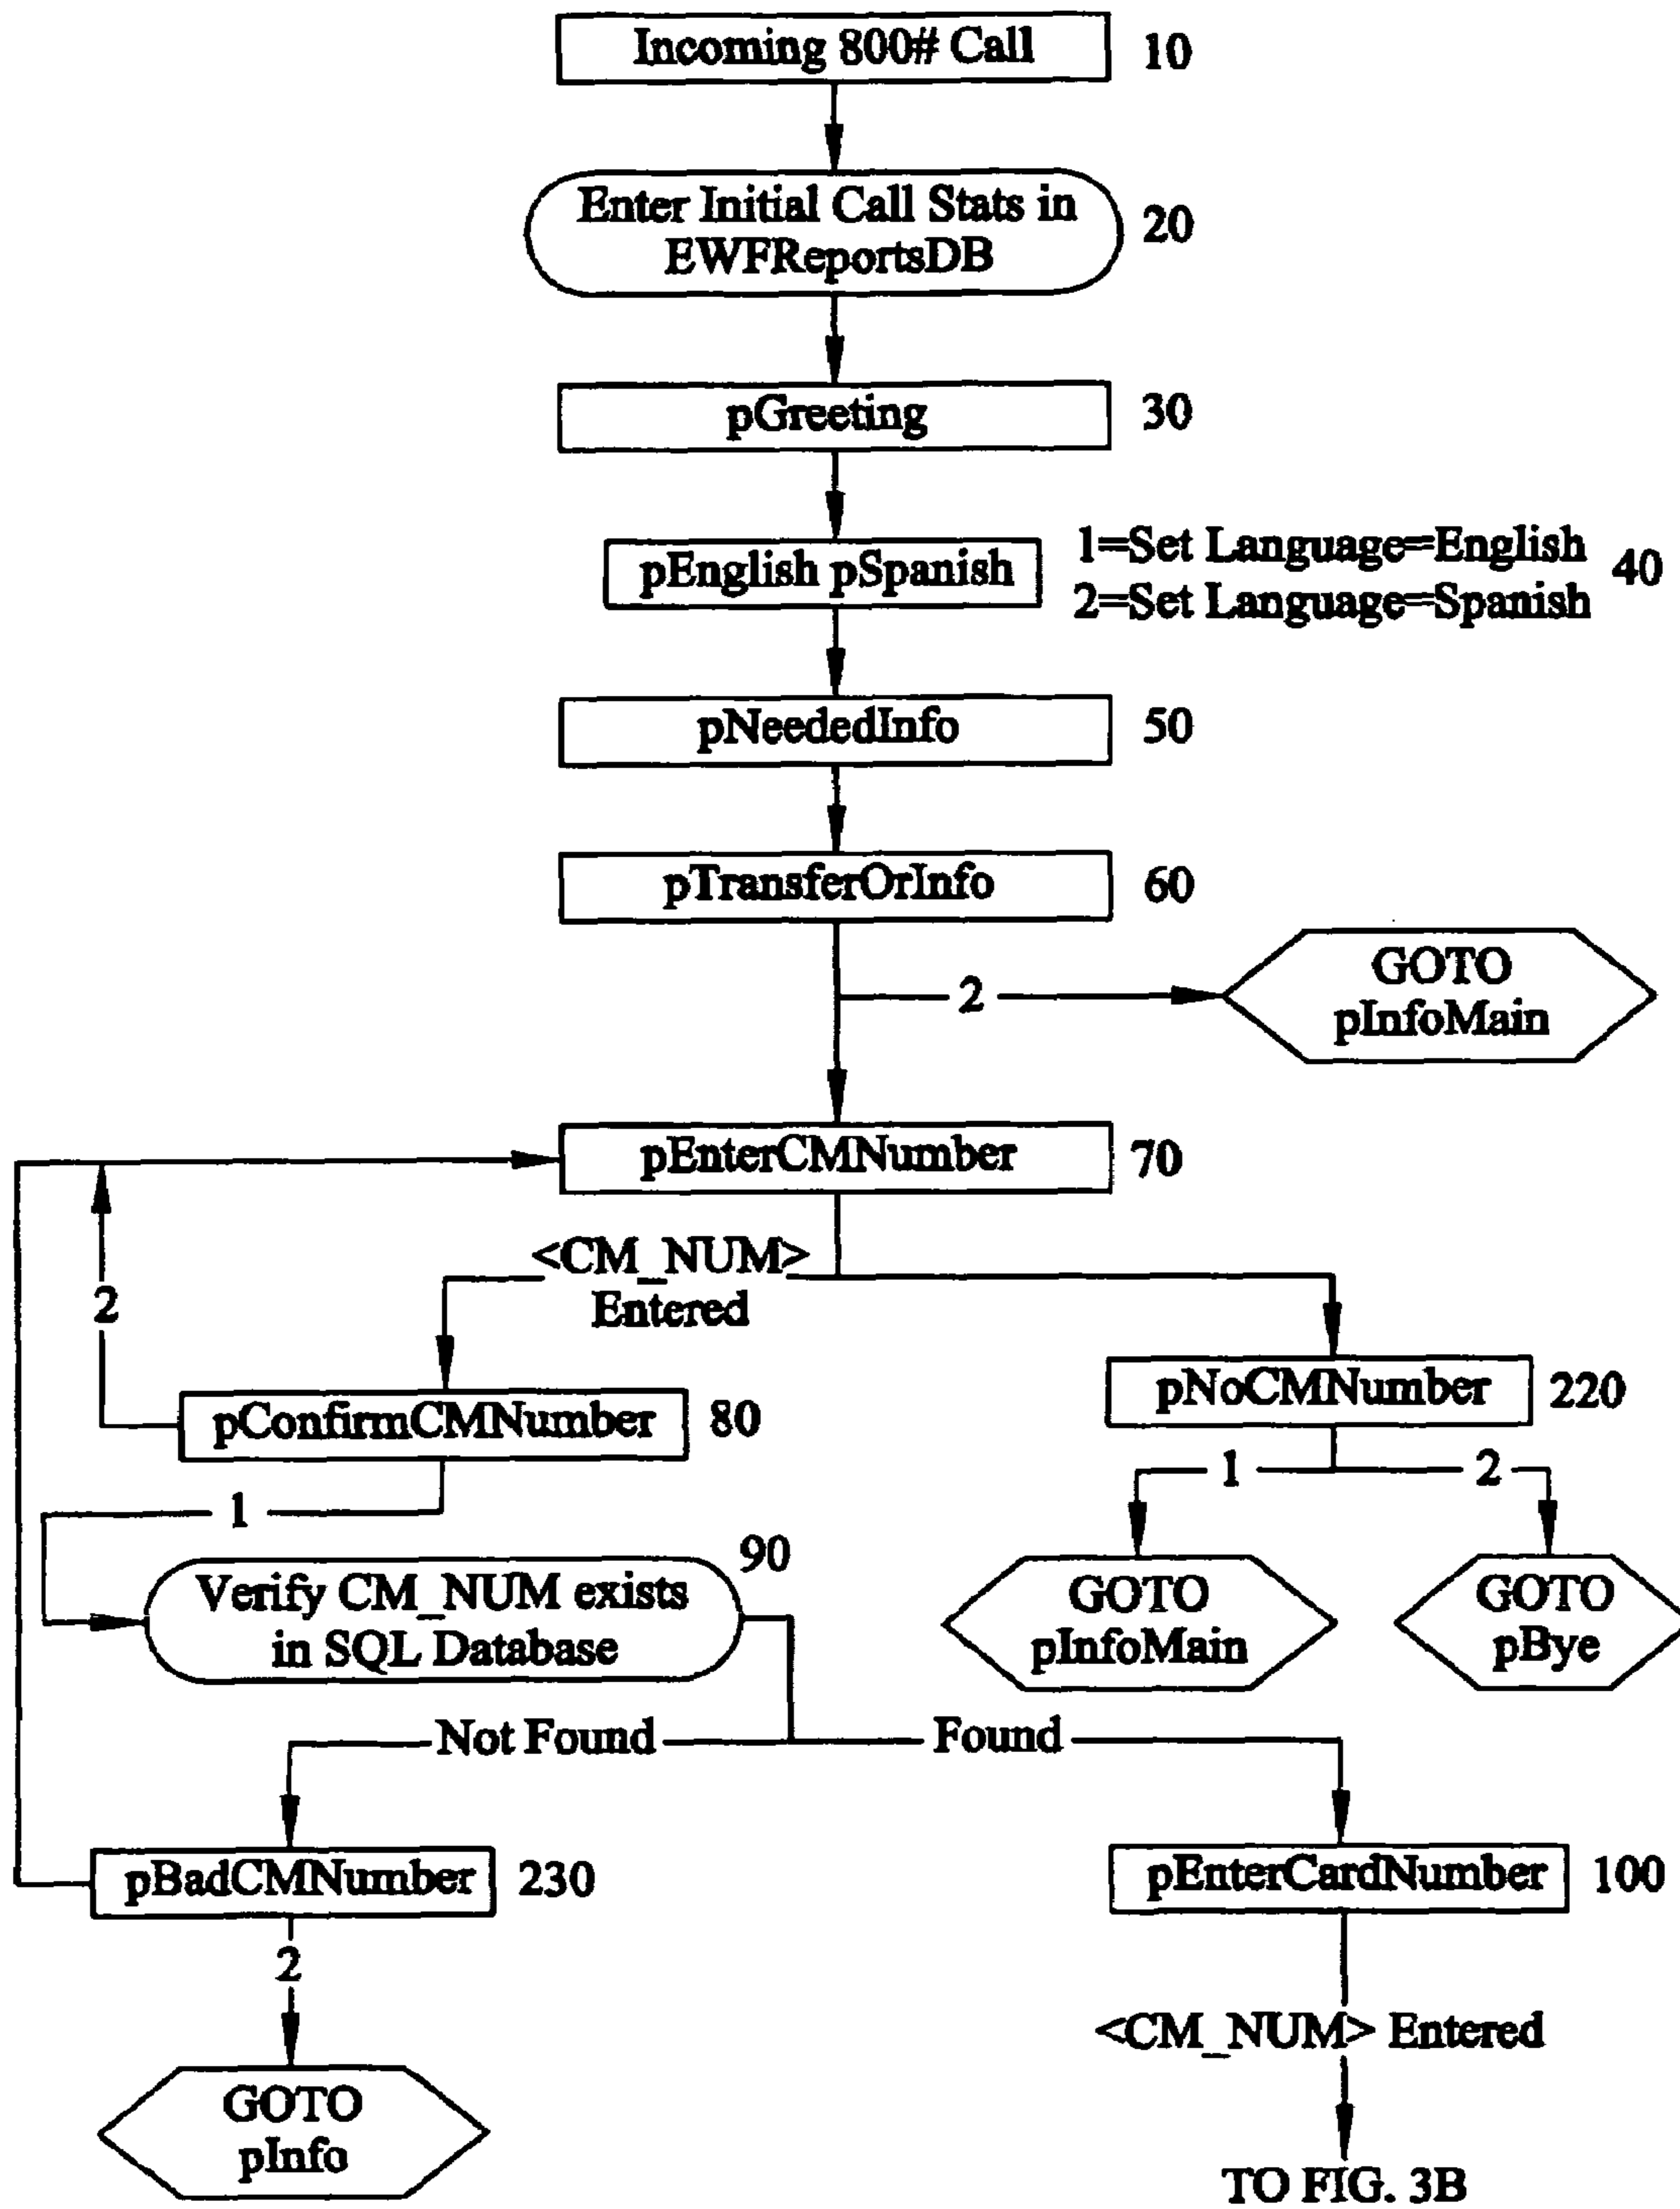 Incoming 800# Call
10
Enter Initial Call Stats in
EWFReportsDB
20
pGreeting
30
pEnglish pSpanish
1=Set Language=English
2=Set Language=Spanish
40
pNeededInfo
50
pTransferOrInfo
60
2
GOTO
pInfoMain
pEnterCMNumber
70
<CM_NUM>
Entered
2
pConfirmCMNumber
80
pNoCMNumber
220
1
1
2
90
Verify CM_NUM exists
in SQL Database
GOTO
pInfoMain
GOTO
pBye
Not Found
Found
pBadCMNumber
230
pEnterCardNumber
100
2
<CM_NUM> Entered
GOTO
pInfo
TO FIG. 3B